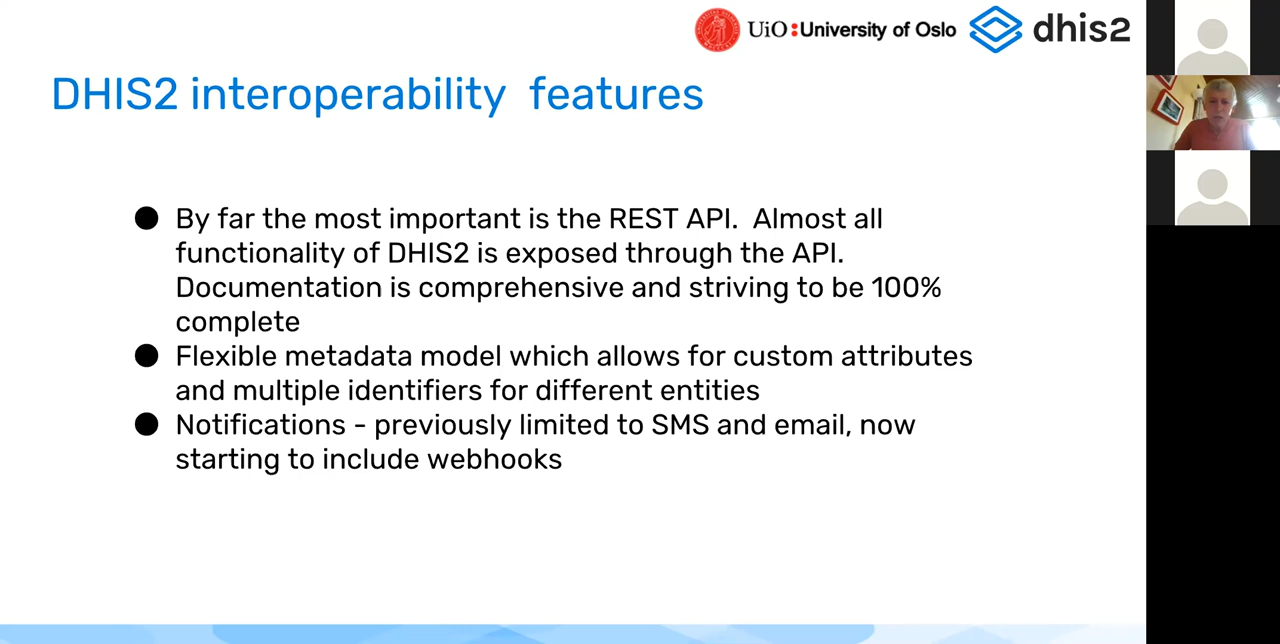 UiO:University of Oslo
dhis2
DHIS2 interoperability features
● By far the most important is the REST API. Almost all
functionality of DHIS2 is exposed through the API.
Documentation is comprehensive and striving to be 100%
complete
● Flexible metadata model which allows for custom attributes
and multiple identifiers for different entities
● Notifications - previously limited to SMS and email, now
starting to include webhooks